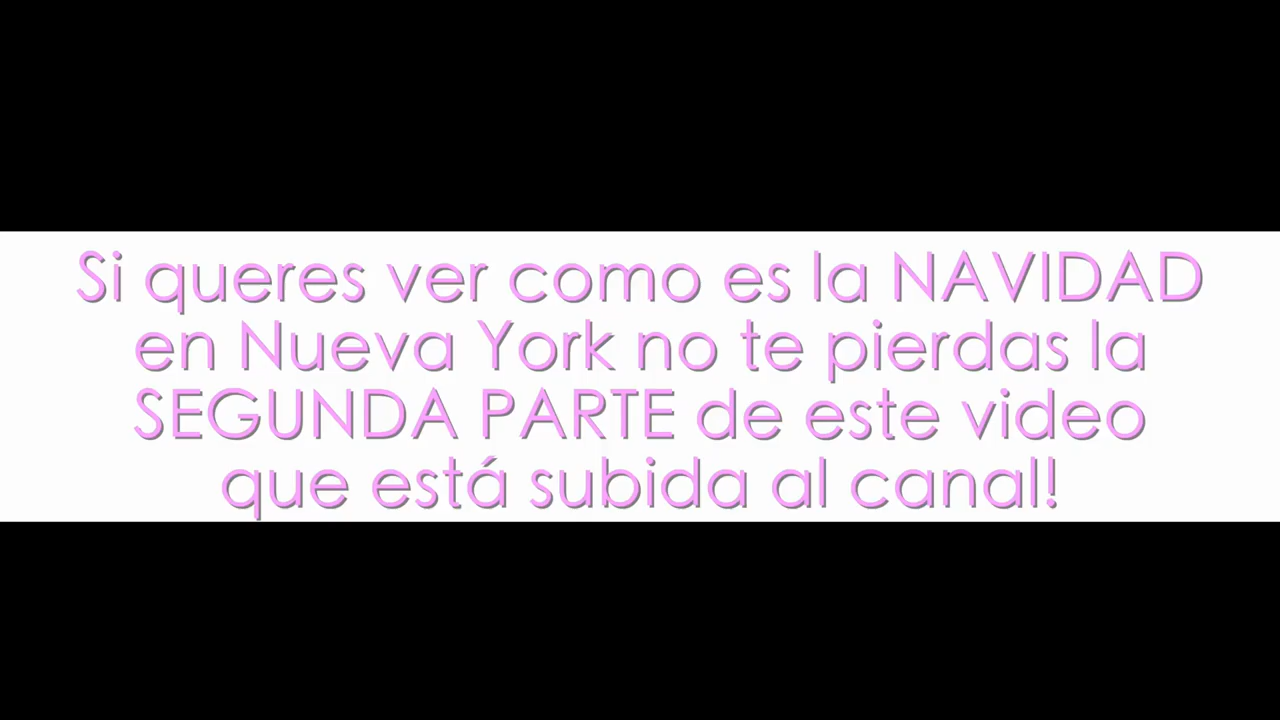 Si queres ver como es la NAVIDAD
en Nueva York no te pierdas la
SEGUNDA PARTE de este video
que está subida al canal!